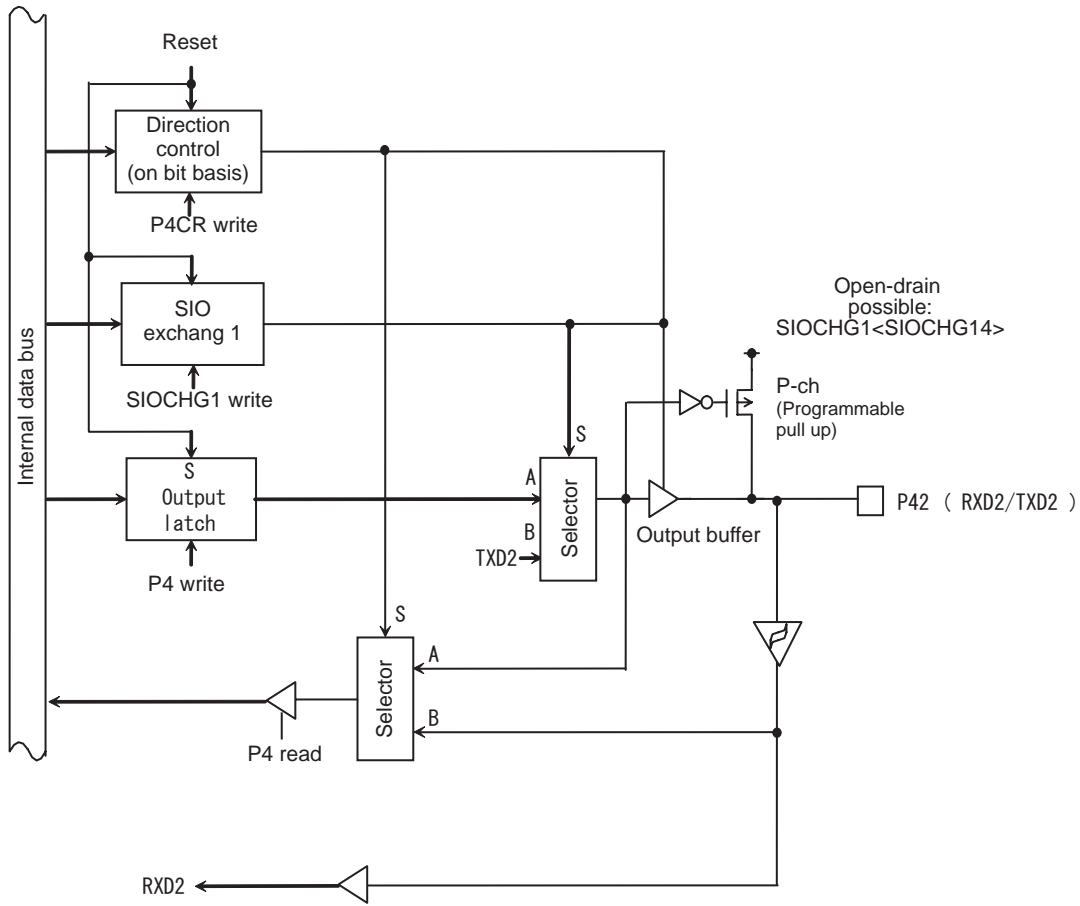 Reset
Direction
control
(on bit basis)
P4CR write
Internal data bus
SIO
exchang 1
SIOCHG1 write
Open-drain
possible:
SIOCHG1<SIOCHG14>
P-ch
(Programmable
pull up)
S
Output
latch
P4 write
S
A
B
TXD2
Selector
Output buffer
P42 ( RXD2/TXD2 )
S
A
B
Selector
P4 read
RXD2